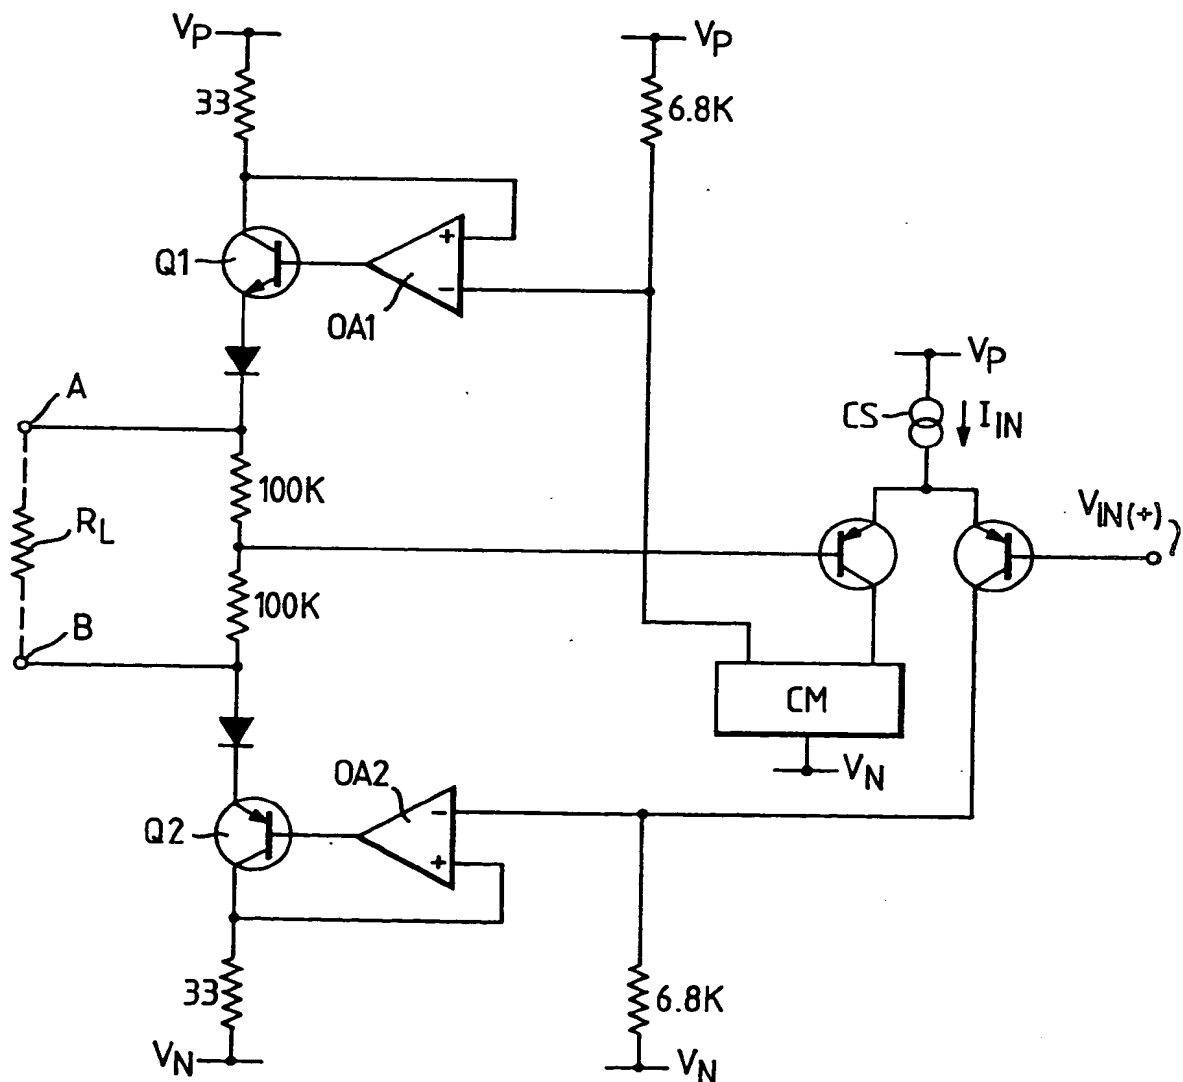 VP
33
Q1
+
−
OA1
VP
6.8K
A
RL
B
100K
100K
VP
CS
IIN
VIN(+)
CM
VN
OA2
−
+
Q2
33
VN
6.8K
VN